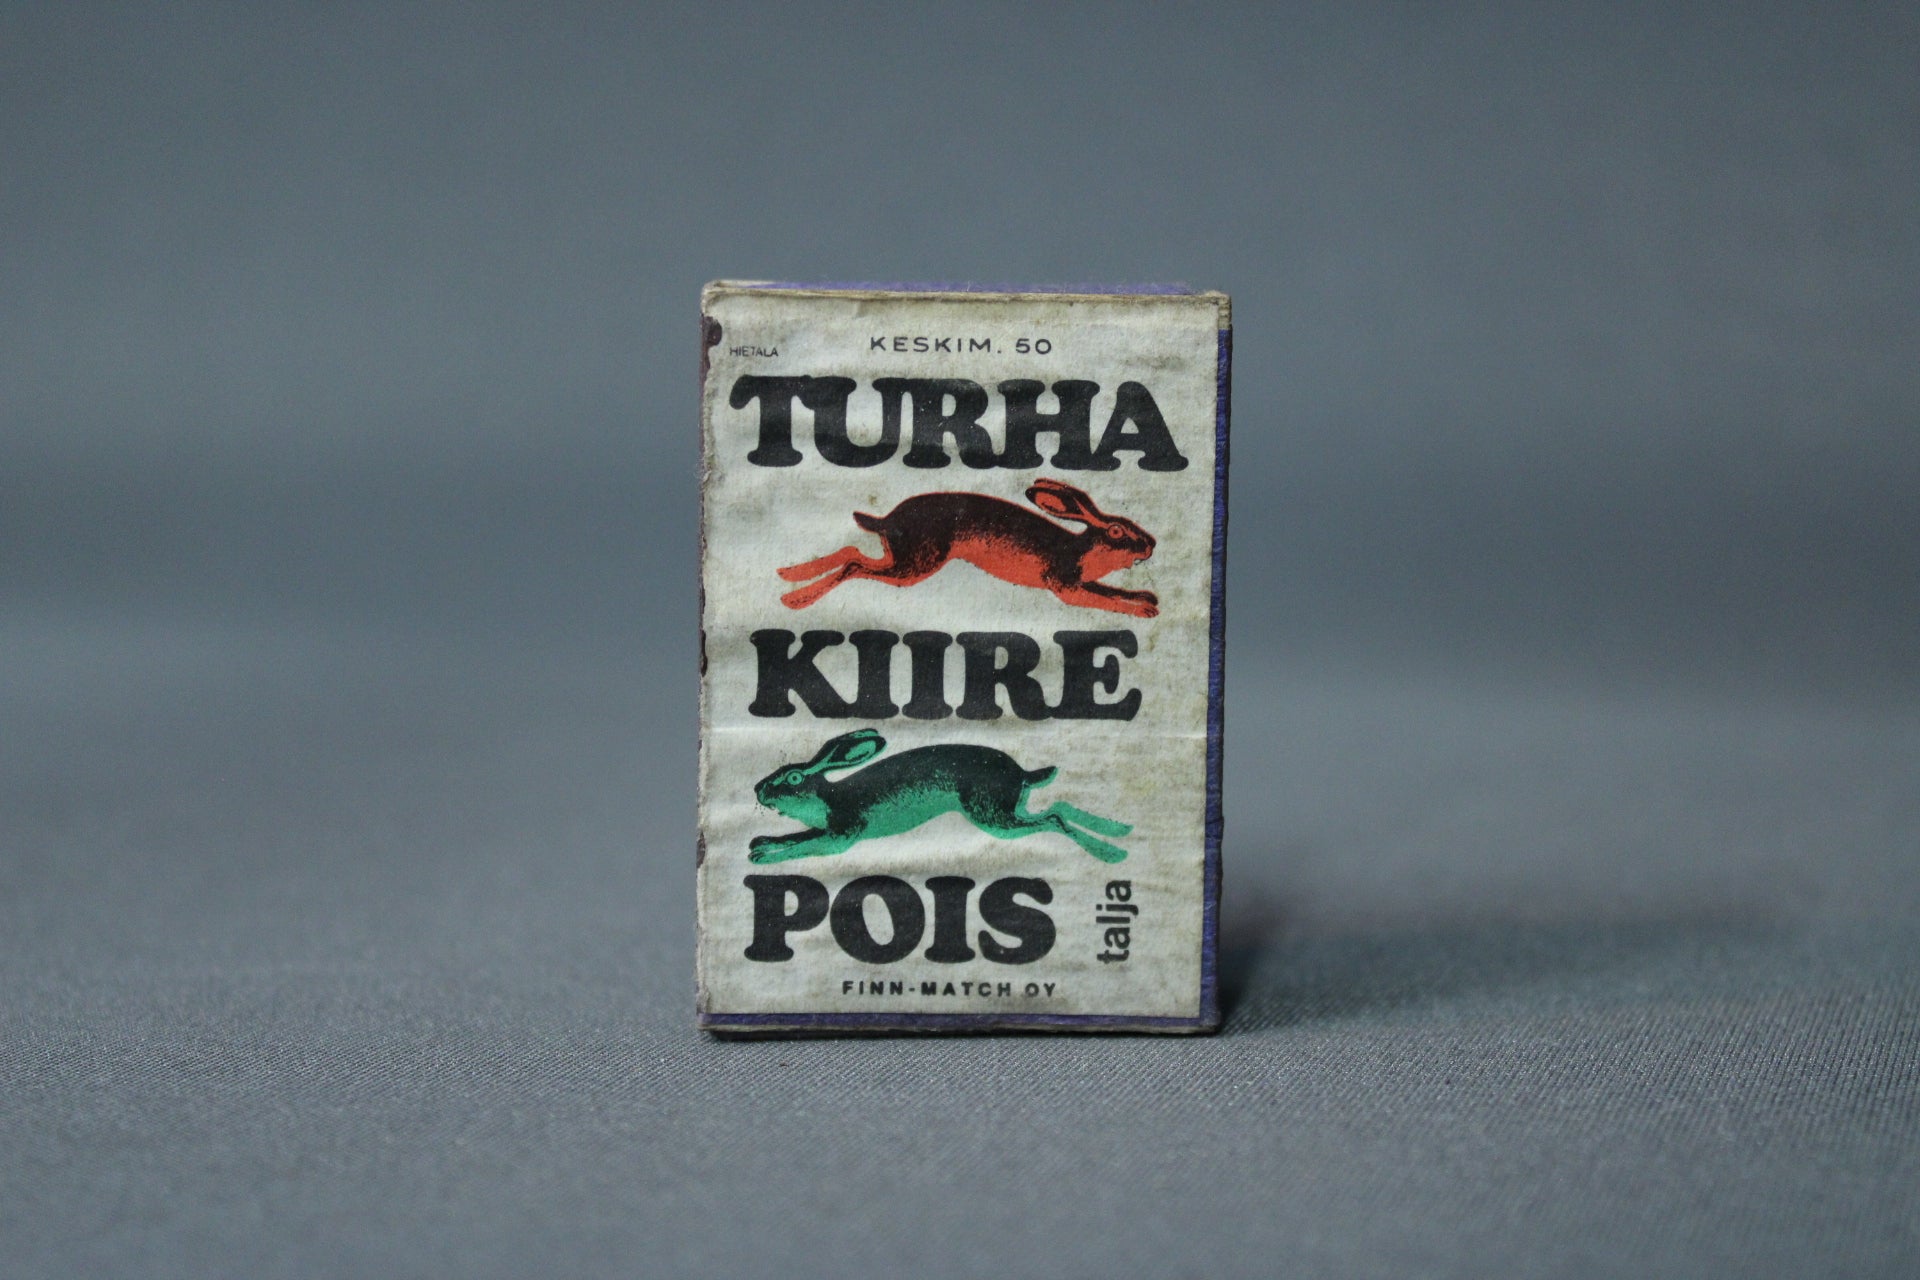 KESKIM. 50
HIETALA
TURHA
KIIRE
POIS
talja
FINN-MATCH OY